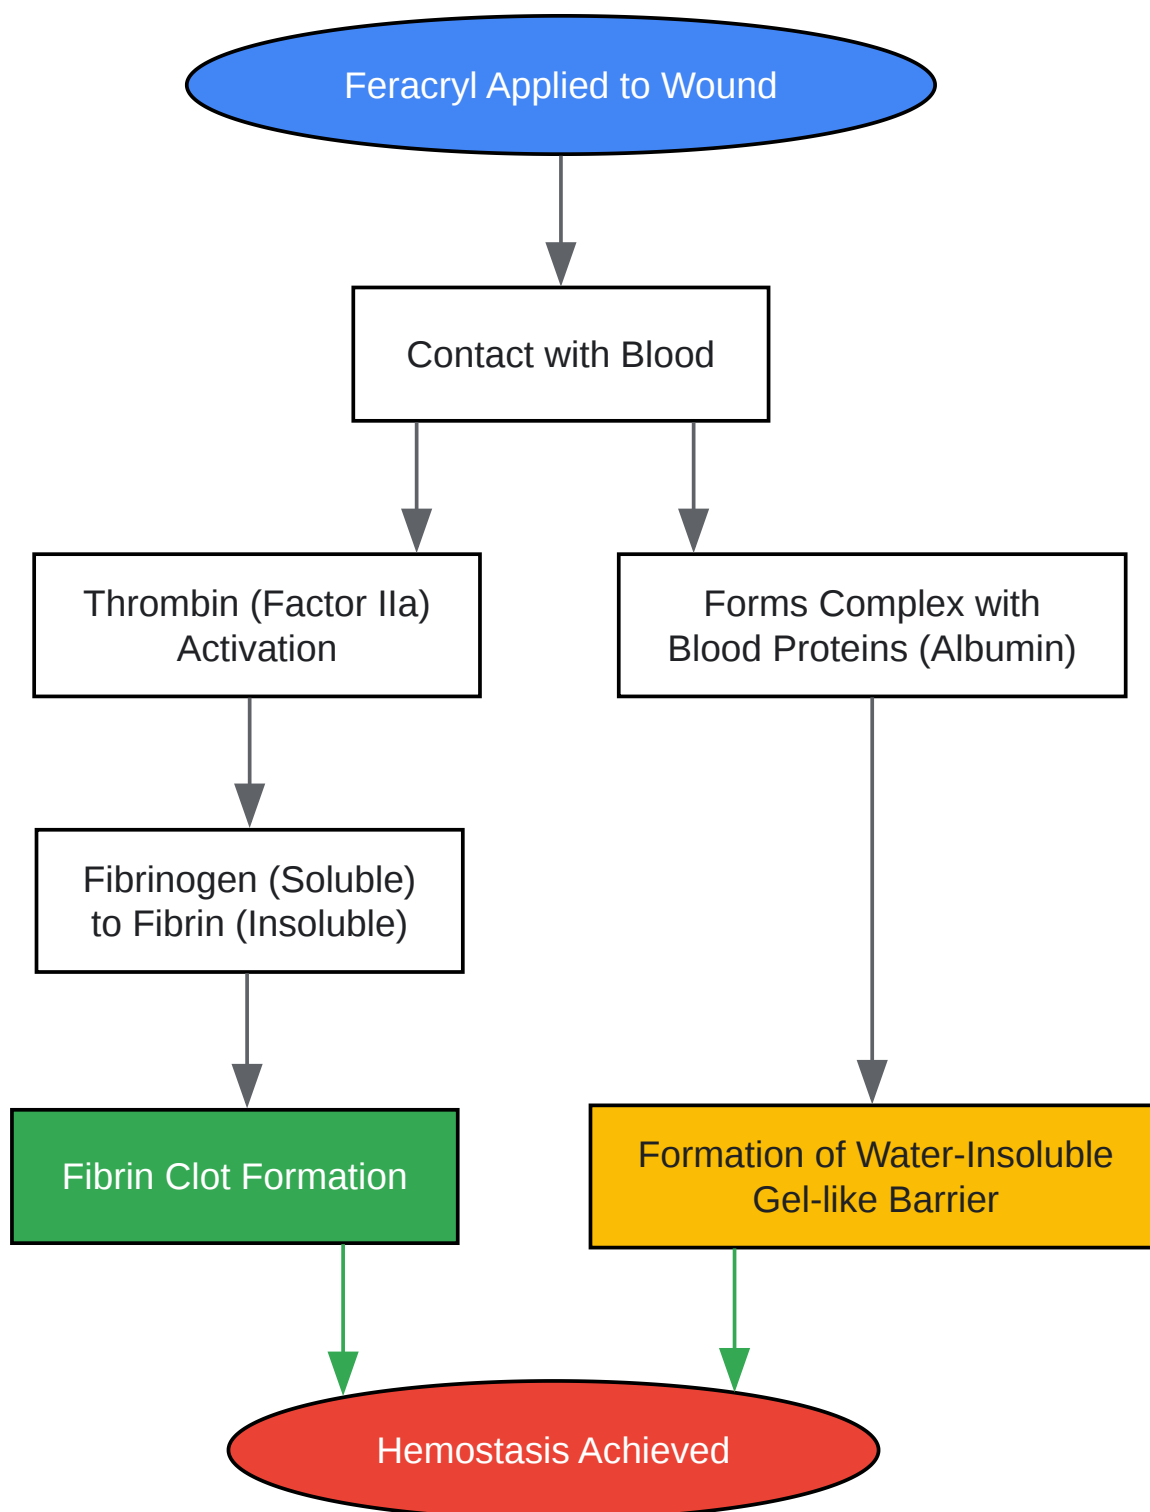 Feracryl Applied to Wound
Contact with Blood
Thrombin (Factor IIa)
Activation
Forms Complex with
Blood Proteins (Albumin)
Fibrinogen (Soluble)
to Fibrin (Insoluble)
Fibrin Clot Formation
Formation of Water-Insoluble
Gel-like Barrier
Hemostasis Achieved